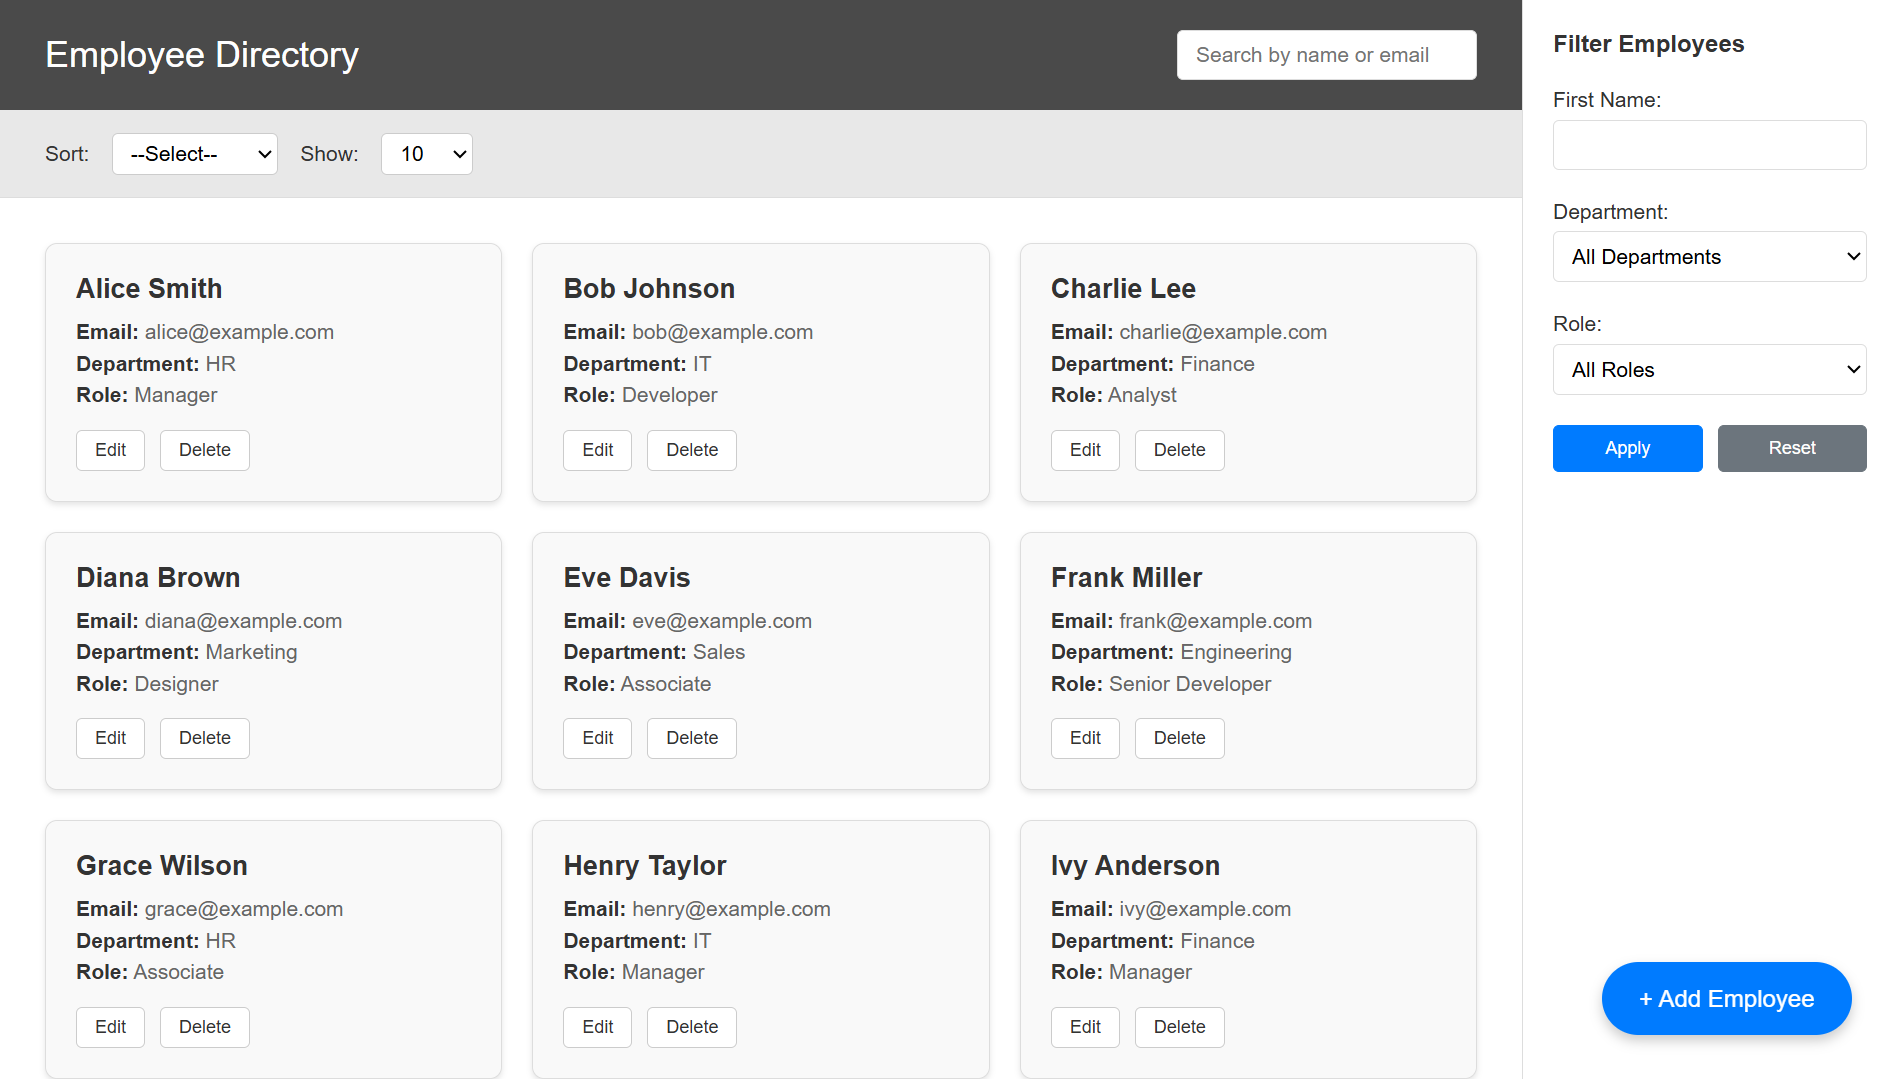 Employee Directory
Search by name or email
Sort:
--Select--
Show:
10
Alice Smith
Email: alice@example.com
Department: HR
Role: Manager
Edit
Delete
Bob Johnson
Email: bob@example.com
Department: IT
Role: Developer
Edit
Delete
Charlie Lee
Email: charlie@example.com
Department: Finance
Role: Analyst
Edit
Delete
Diana Brown
Email: diana@example.com
Department: Marketing
Role: Designer
Edit
Delete
Eve Davis
Email: eve@example.com
Department: Sales
Role: Associate
Edit
Delete
Frank Miller
Email: frank@example.com
Department: Engineering
Role: Senior Developer
Edit
Delete
Grace Wilson
Email: grace@example.com
Department: HR
Role: Associate
Edit
Delete
Henry Taylor
Email: henry@example.com
Department: IT
Role: Manager
Edit
Delete
Ivy Anderson
Email: ivy@example.com
Department: Finance
Role: Manager
Edit
Delete
Filter Employees
First Name:
Department:
All Departments
Role:
All Roles
Apply
Reset
+ Add Employee